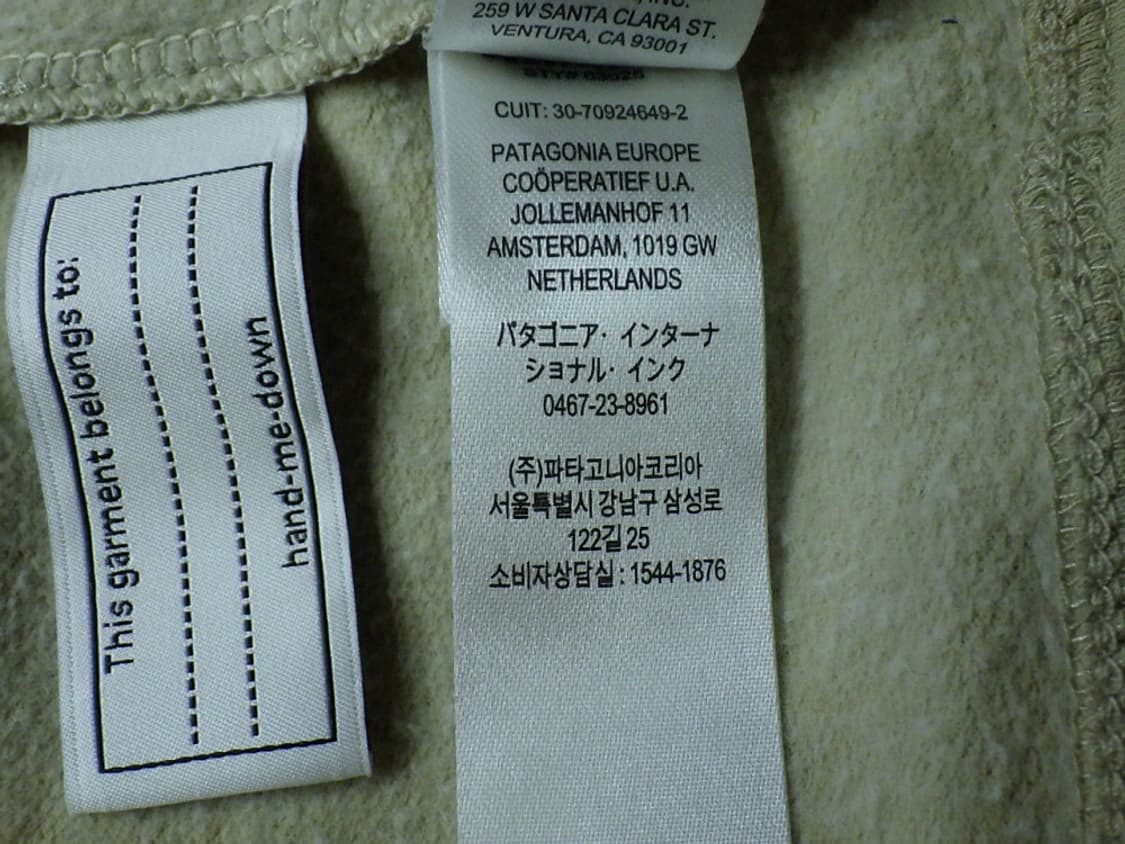 This garment belongs to:
hand-me-down
INC.
259 W SANTA CLARA ST.
VENTURA, CA 93001
CUIT: 30-70924649-2
PATAGONIA EUROPE
COÖPERATIEF U.A.
JOLLEMANHOF 11
AMSTERDAM, 1019 GW
NETHERLANDS
パタゴニア・インターナ
ショナル・インク
0467-23-8961
(주)파타고니아코리아
서울특별시 강남구 삼성로
122길 25
소비자상담실 : 1544-1876